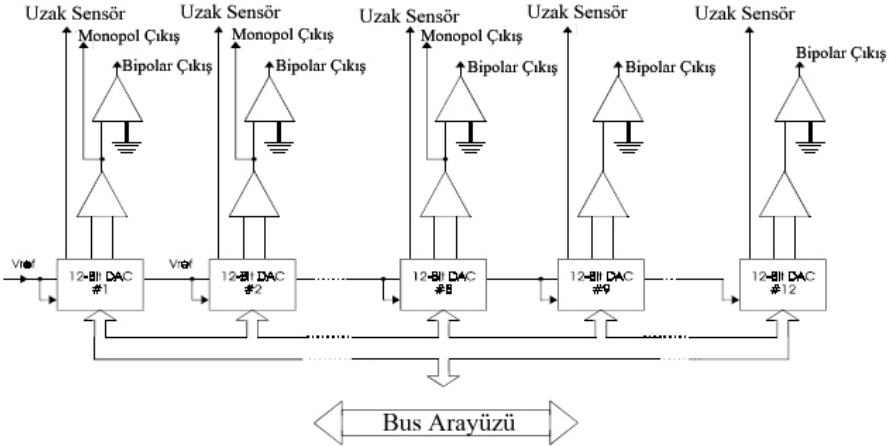 Uzak Sensör
Uzak Sensör
Uzak Sensör
Uzak Sensör
Uzak Sensör
Monopol Çıkış
Monopol Çıkış
Monopol Çıkış
Bipolar Çıkış
Bipolar Çıkış
Bipolar Çıkış
Bipolar Çıkış
Bipolar Çıkış
Vref
Vref
12-Bit DAC
#1
12-Bit DAC
#2
12-Bit DAC
#8
12-Bit DAC
#9
12-Bit DAC
#12
Bus Arayüzü